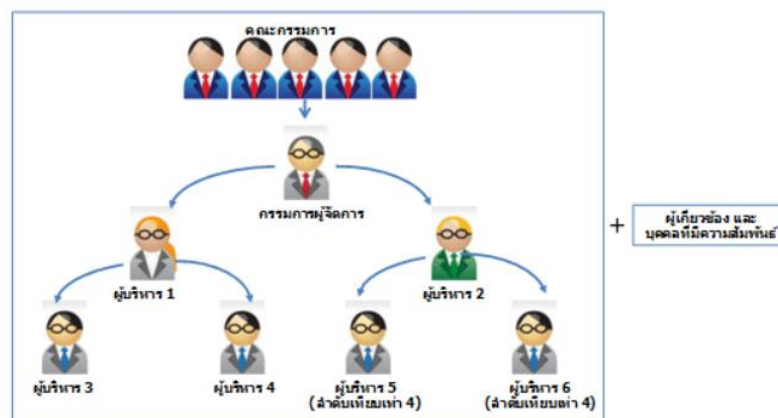 คณะกรรมการ
กรรมการผู้จัดการ
+
ผู้เกี่ยวข้อง และ
บุคคลที่มีความสัมพันธ์
ผู้บริหาร 1
ผู้บริหาร 2
ผู้บริหาร 3
ผู้บริหาร 4
ผู้บริหาร 5
(ลำดับเทียบเท่า 4)
ผู้บริหาร 6
(ลำดับเทียบเท่า 4)